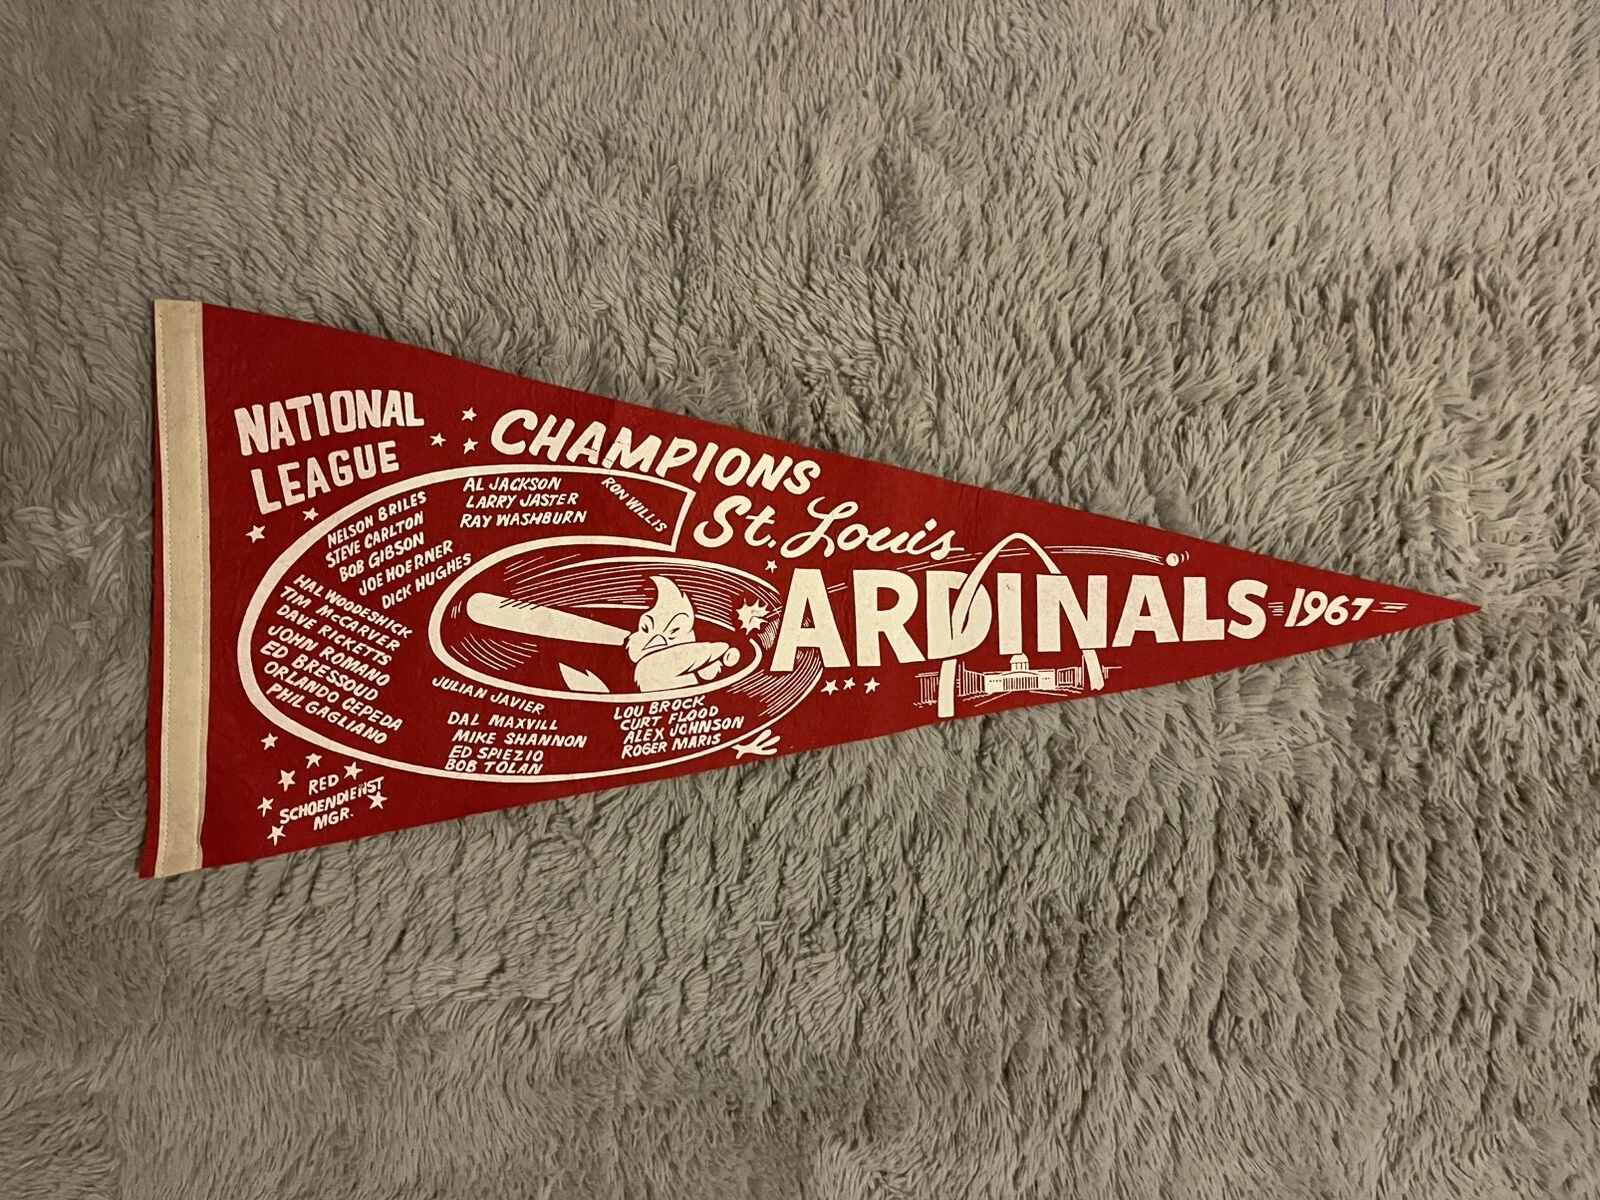 NATIONAL
LEAGUE
CHAMPIONS
St. Louis
CARDINALS 1967
AL JACKSON
LARRY JASTER
RAY WASHBURN
RON WILLIS
NELSON BRILES
STEVE CARLTON
BOB GIBSON
JOE HOERNER
DICK HUGHES
HAL WOODESHICK
TIM McCARVER
DAVE RICKETTS
JOHN ROMANO
ED BRESSOUD
ORLANDO CEPEDA
PHIL GAGLIANO
JULIAN JAVIER
DAL MAXVILL
MIKE SHANNON
ED SPIEZIO
BOB TOLAN
LOU BROCK
CURT FLOOD
ALEX JOHNSON
ROGER MARIS
RED
SCHOENDIENST
MGR.